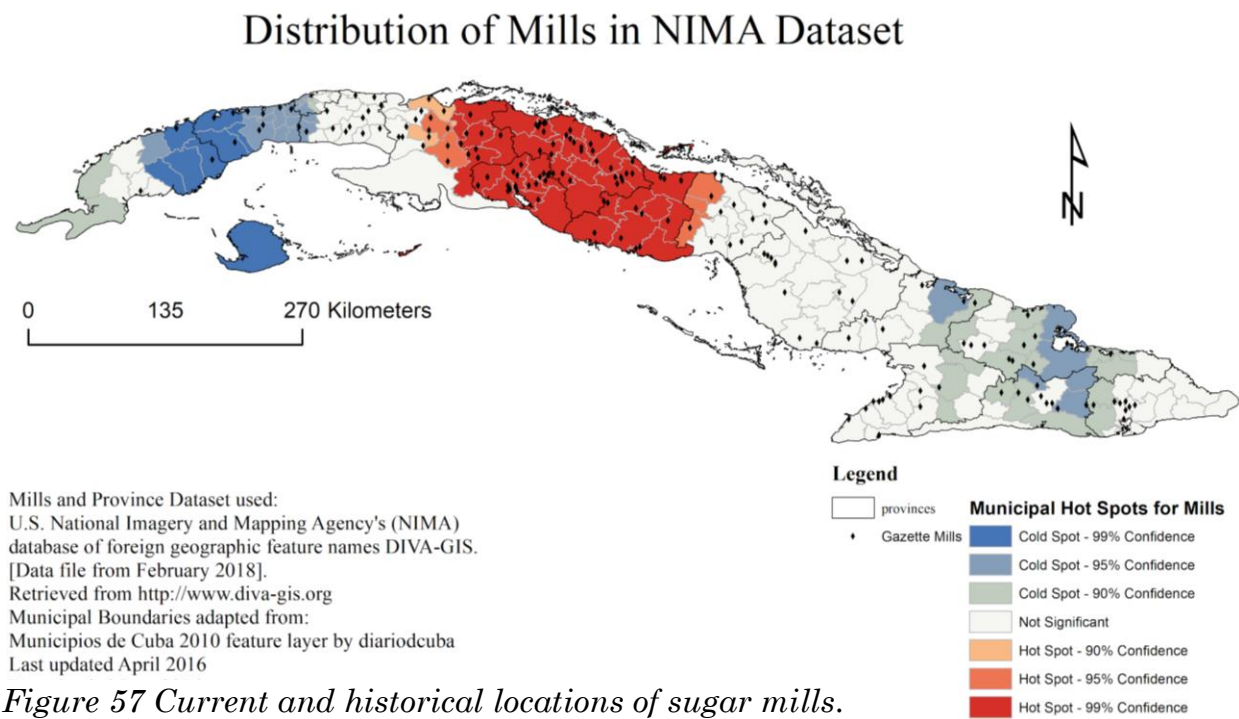 Distribution of Mills in NIMA Dataset
N
0 135 270 Kilometers
Mills and Province Dataset used:
U.S. National Imagery and Mapping Agency's (NIMA)
database of foreign geographic feature names DIVA-GIS.
[Data file from February 2018].
Retrieved from http://www.diva-gis.org
Municipal Boundaries adapted from:
Municipios de Cuba 2010 feature layer by diariodcuba
Last updated April 2016
Legend
provinces
Gazette Mills
Municipal Hot Spots for Mills
Cold Spot - 99% Confidence
Cold Spot - 95% Confidence
Cold Spot - 90% Confidence
Not Significant
Hot Spot - 90% Confidence
Hot Spot - 95% Confidence
Hot Spot - 99% Confidence
Figure 57 Current and historical locations of sugar mills.